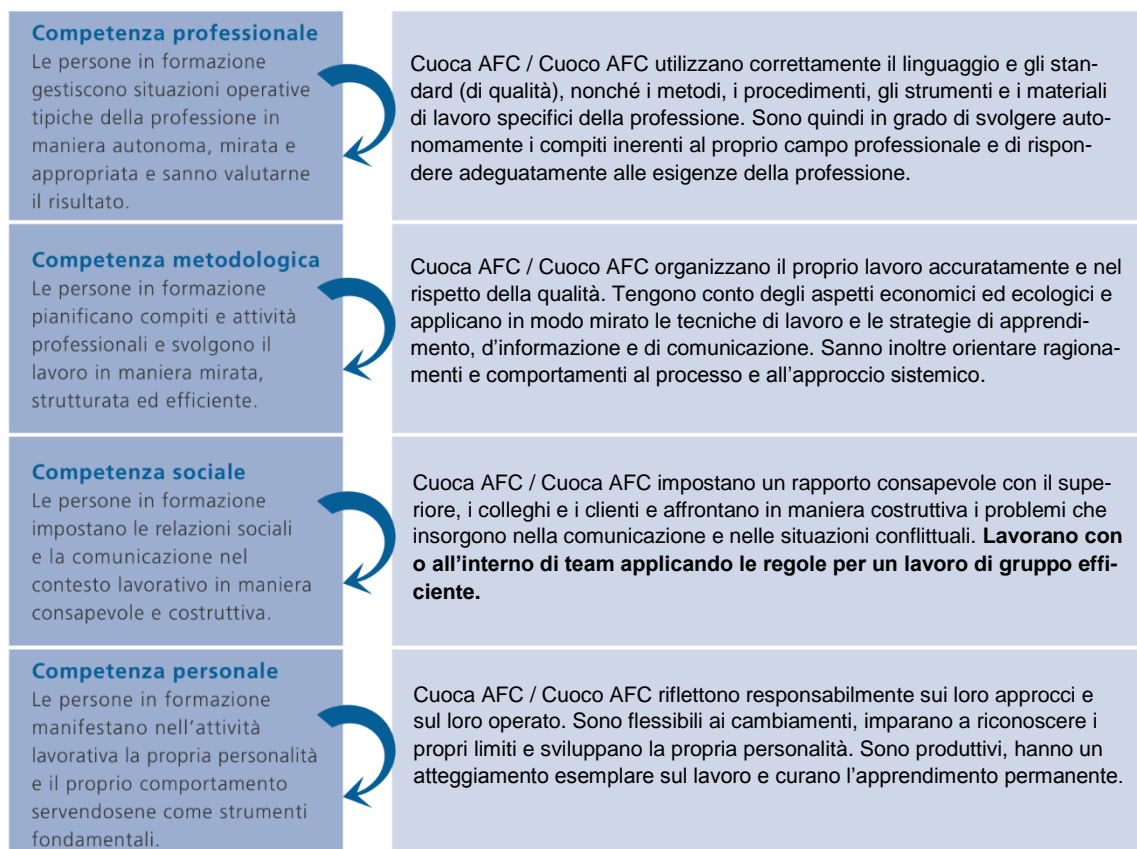 Competenza professionale
Le persone in formazione
gestiscono situazioni operative
tipiche della professione in
maniera autonoma, mirata e
appropriata e sanno valutarne
il risultato.
Cuoca AFC / Cuoco AFC utilizzano correttamente il linguaggio e gli stan-
dard (di qualità), nonché i metodi, i procedimenti, gli strumenti e i materiali
di lavoro specifici della professione. Sono quindi in grado di svolgere auto-
nomamente i compiti inerenti al proprio campo professionale e di rispon-
dere adeguatamente alle esigenze della professione.
Competenza metodologica
Le persone in formazione
pianificano compiti e attività
professionali e svolgono il
lavoro in maniera mirata,
strutturata ed efficiente.
Cuoca AFC / Cuoco AFC organizzano il proprio lavoro accuratamente e nel
rispetto della qualità. Tengono conto degli aspetti economici ed ecologici e
applicano in modo mirato le tecniche di lavoro e le strategie di apprendi-
mento, d'informazione e di comunicazione. Sanno inoltre orientare ragiona-
menti e comportamenti al processo e all'approccio sistemico.
Competenza sociale
Le persone in formazione
impostano le relazioni sociali
e la comunicazione nel
contesto lavorativo in maniera
consapevole e costruttiva.
Cuoca AFC / Cuoca AFC impostano un rapporto consapevole con il supe-
riore, i colleghi e i clienti e affrontano in maniera costruttiva i problemi che
insorgono nella comunicazione e nelle situazioni conflittuali. Lavorano con
o all'interno di team applicando le regole per un lavoro di gruppo effi-
ciente.
Competenza personale
Le persone in formazione
manifestano nell'attività
lavorativa la propria personalità
e il proprio comportamento
servendosene come strumenti
fondamentali.
Cuoca AFC / Cuoco AFC riflettono responsabilmente sui loro approcci e
sul loro operato. Sono flessibili ai cambiamenti, imparano a riconoscere i
propri limiti e sviluppano la propria personalità. Sono produttivi, hanno un
atteggiamento esemplare sul lavoro e curano l'apprendimento permanente.